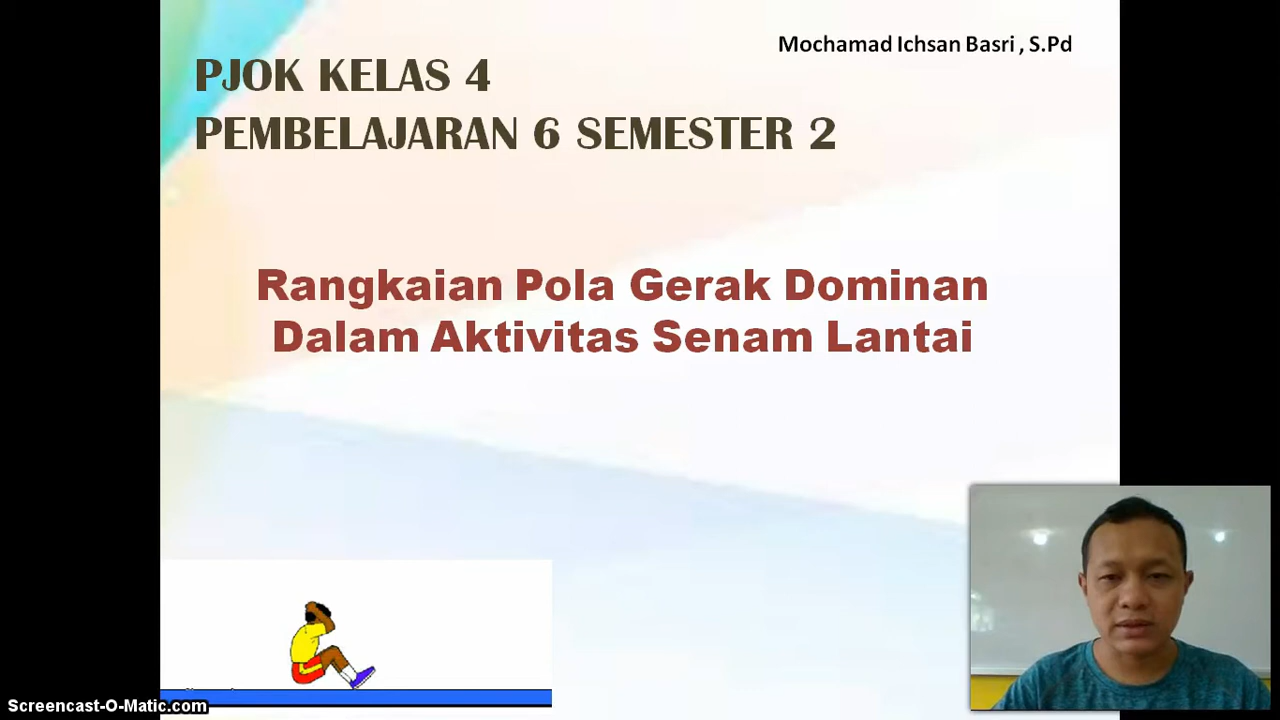 Mochamad Ichsan Basri , S.Pd
PJOK KELAS 4
PEMBELAJARAN 6 SEMESTER 2
Rangkaian Pola Gerak Dominan
Dalam Aktivitas Senam Lantai
Screencast-O-Matic.com